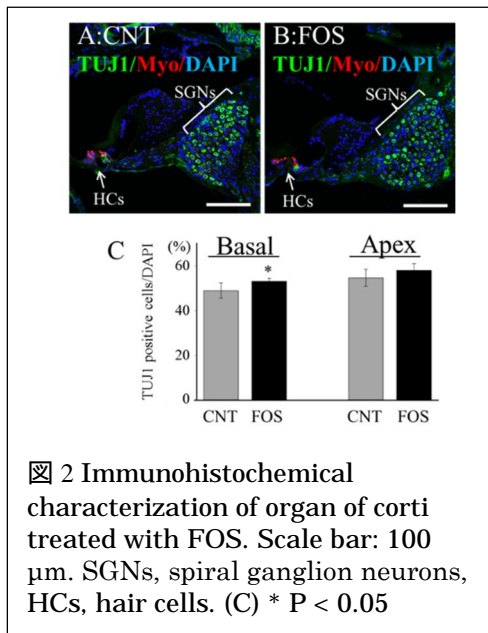 A:CNT B:FOS
TUJ1/Myo/DAPI TUJ1/Myo/DAPI
SGNs SGNs
HCs HCs
C (%) Basal Apex
TUJ1 positive cells/DAPI
60
*
40
20
0
CNT FOS CNT FOS
図 2 Immunohistochemical
characterization of organ of corti
treated with FOS. Scale bar: 100
μm. SGNs, spiral ganglion neurons,
HCs, hair cells. (C) * P < 0.05